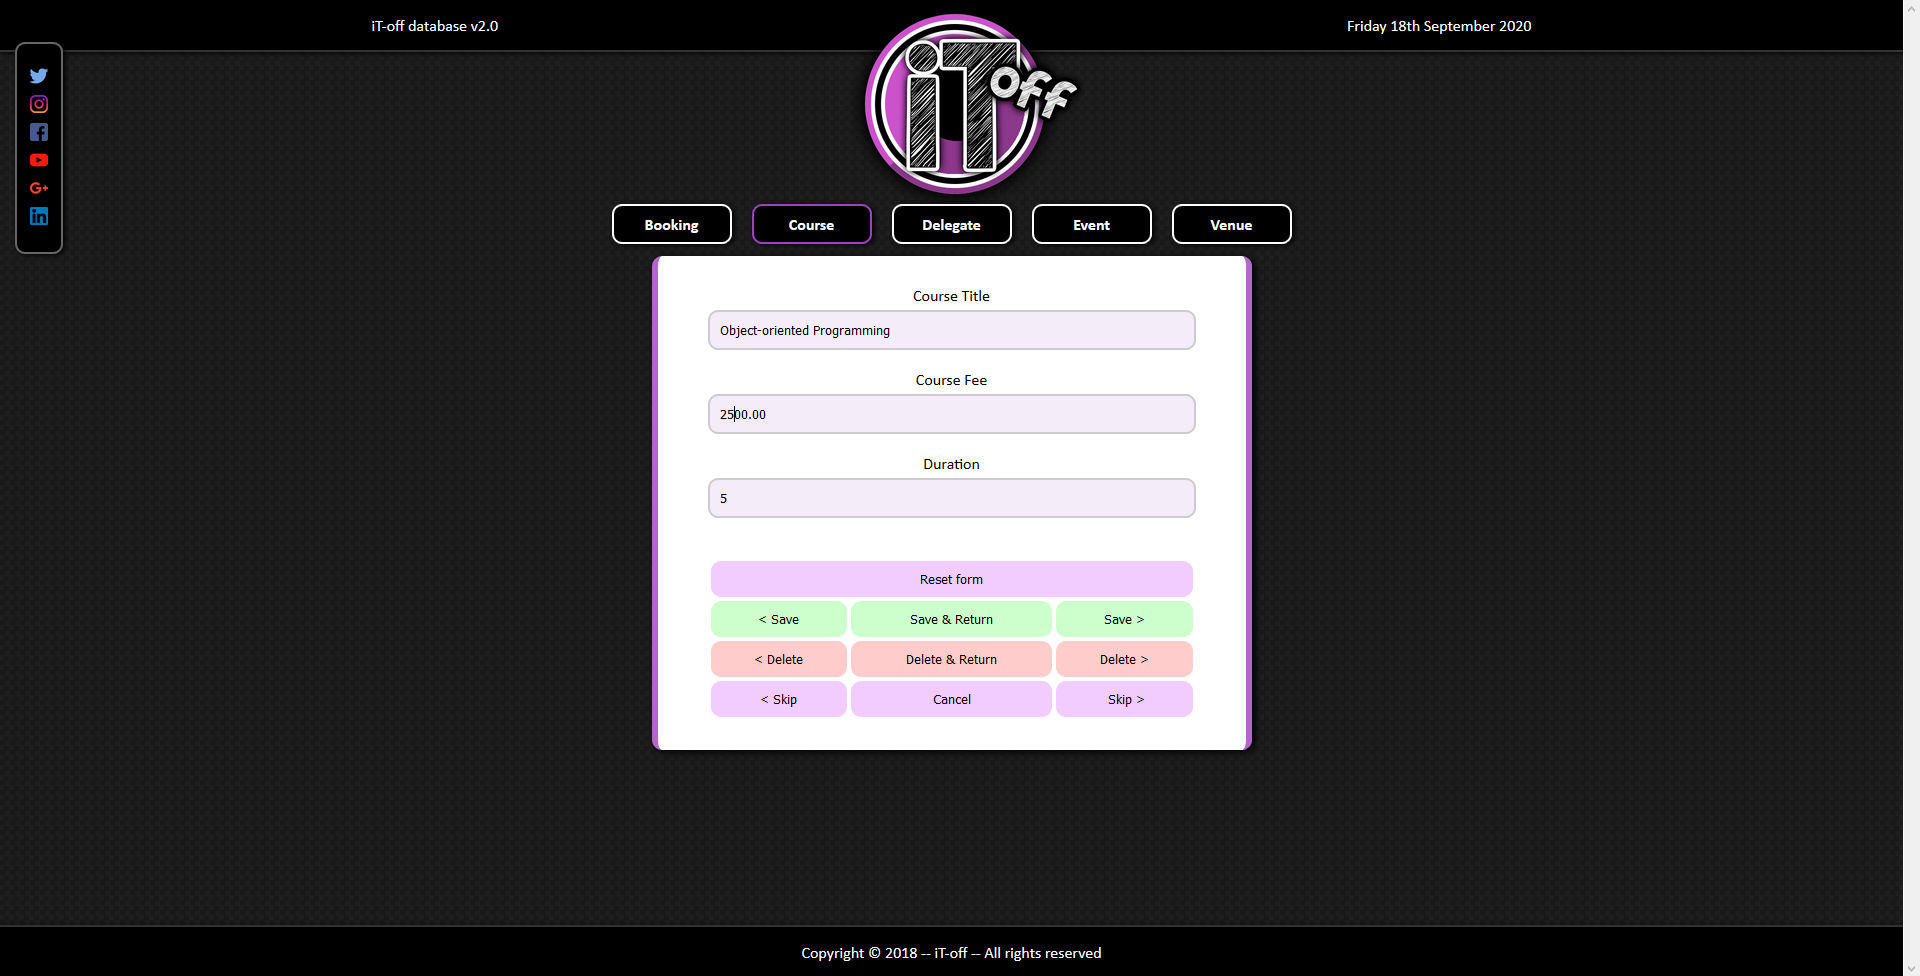 iT-off database v2.0
Friday 18th September 2020
iT off
Booking Course Delegate Event Venue
Course Title
Object-oriented Programming
Course Fee
2500.00
Duration
5
Reset form
< Save Save & Return Save >
< Delete Delete & Return Delete >
< Skip Cancel Skip >
Copyright © 2018 -- iT-off -- All rights reserved